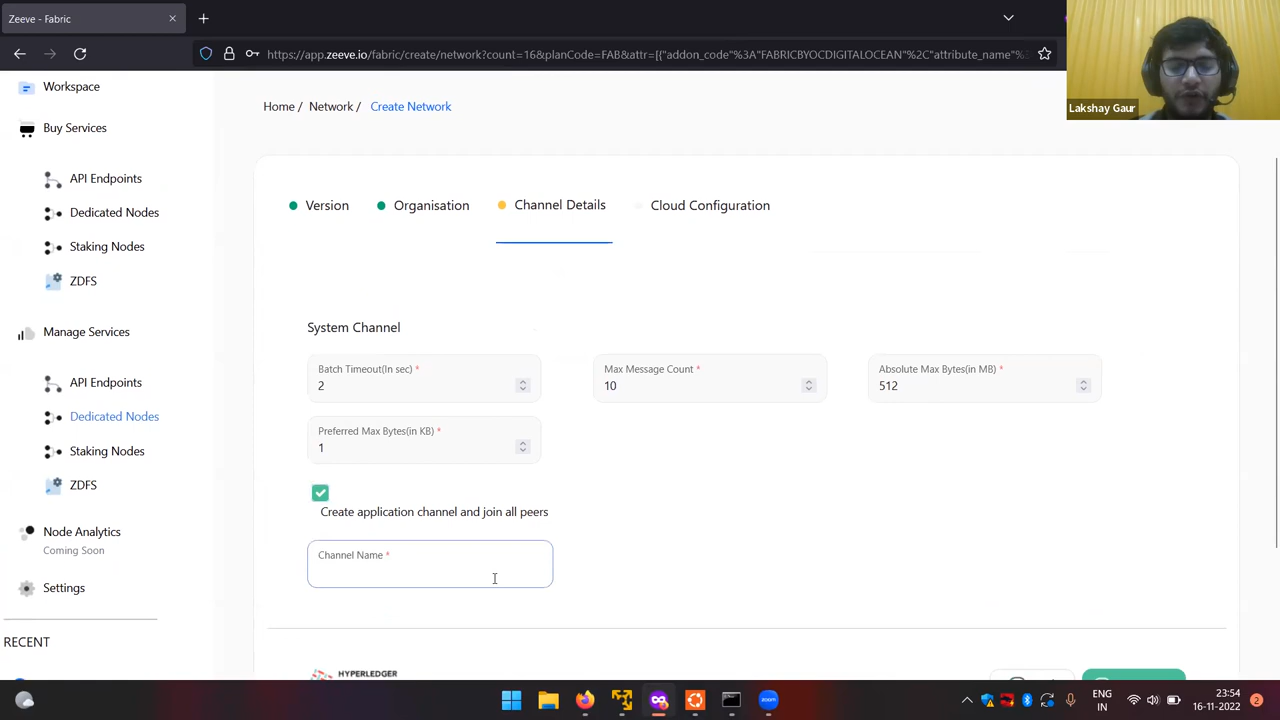 Zeeve - Fabric
https://app.zeeve.io/fabric/create/network?count=16&planCode=FAB&attr=[{"addon_code"%3A"FABRICBYOCDIGITALOCEAN"%2C"attribute_name"%
Lakshay Gaur
Workspace
Buy Services
API Endpoints
Dedicated Nodes
Staking Nodes
ZDFS
Manage Services
API Endpoints
Dedicated Nodes
Staking Nodes
ZDFS
Node Analytics
Coming Soon
Settings
RECENT
Home / Network / Create Network
Version Organisation Channel Details Cloud Configuration
System Channel
Batch Timeout(In sec) * Max Message Count * Absolute Max Bytes(in MB) *
2 10 512
Preferred Max Bytes(in KB) *
1
Create application channel and join all peers
Channel Name *
HYPERLEDGER
zoom
ENG
IN
23:54
16-11-2022
2